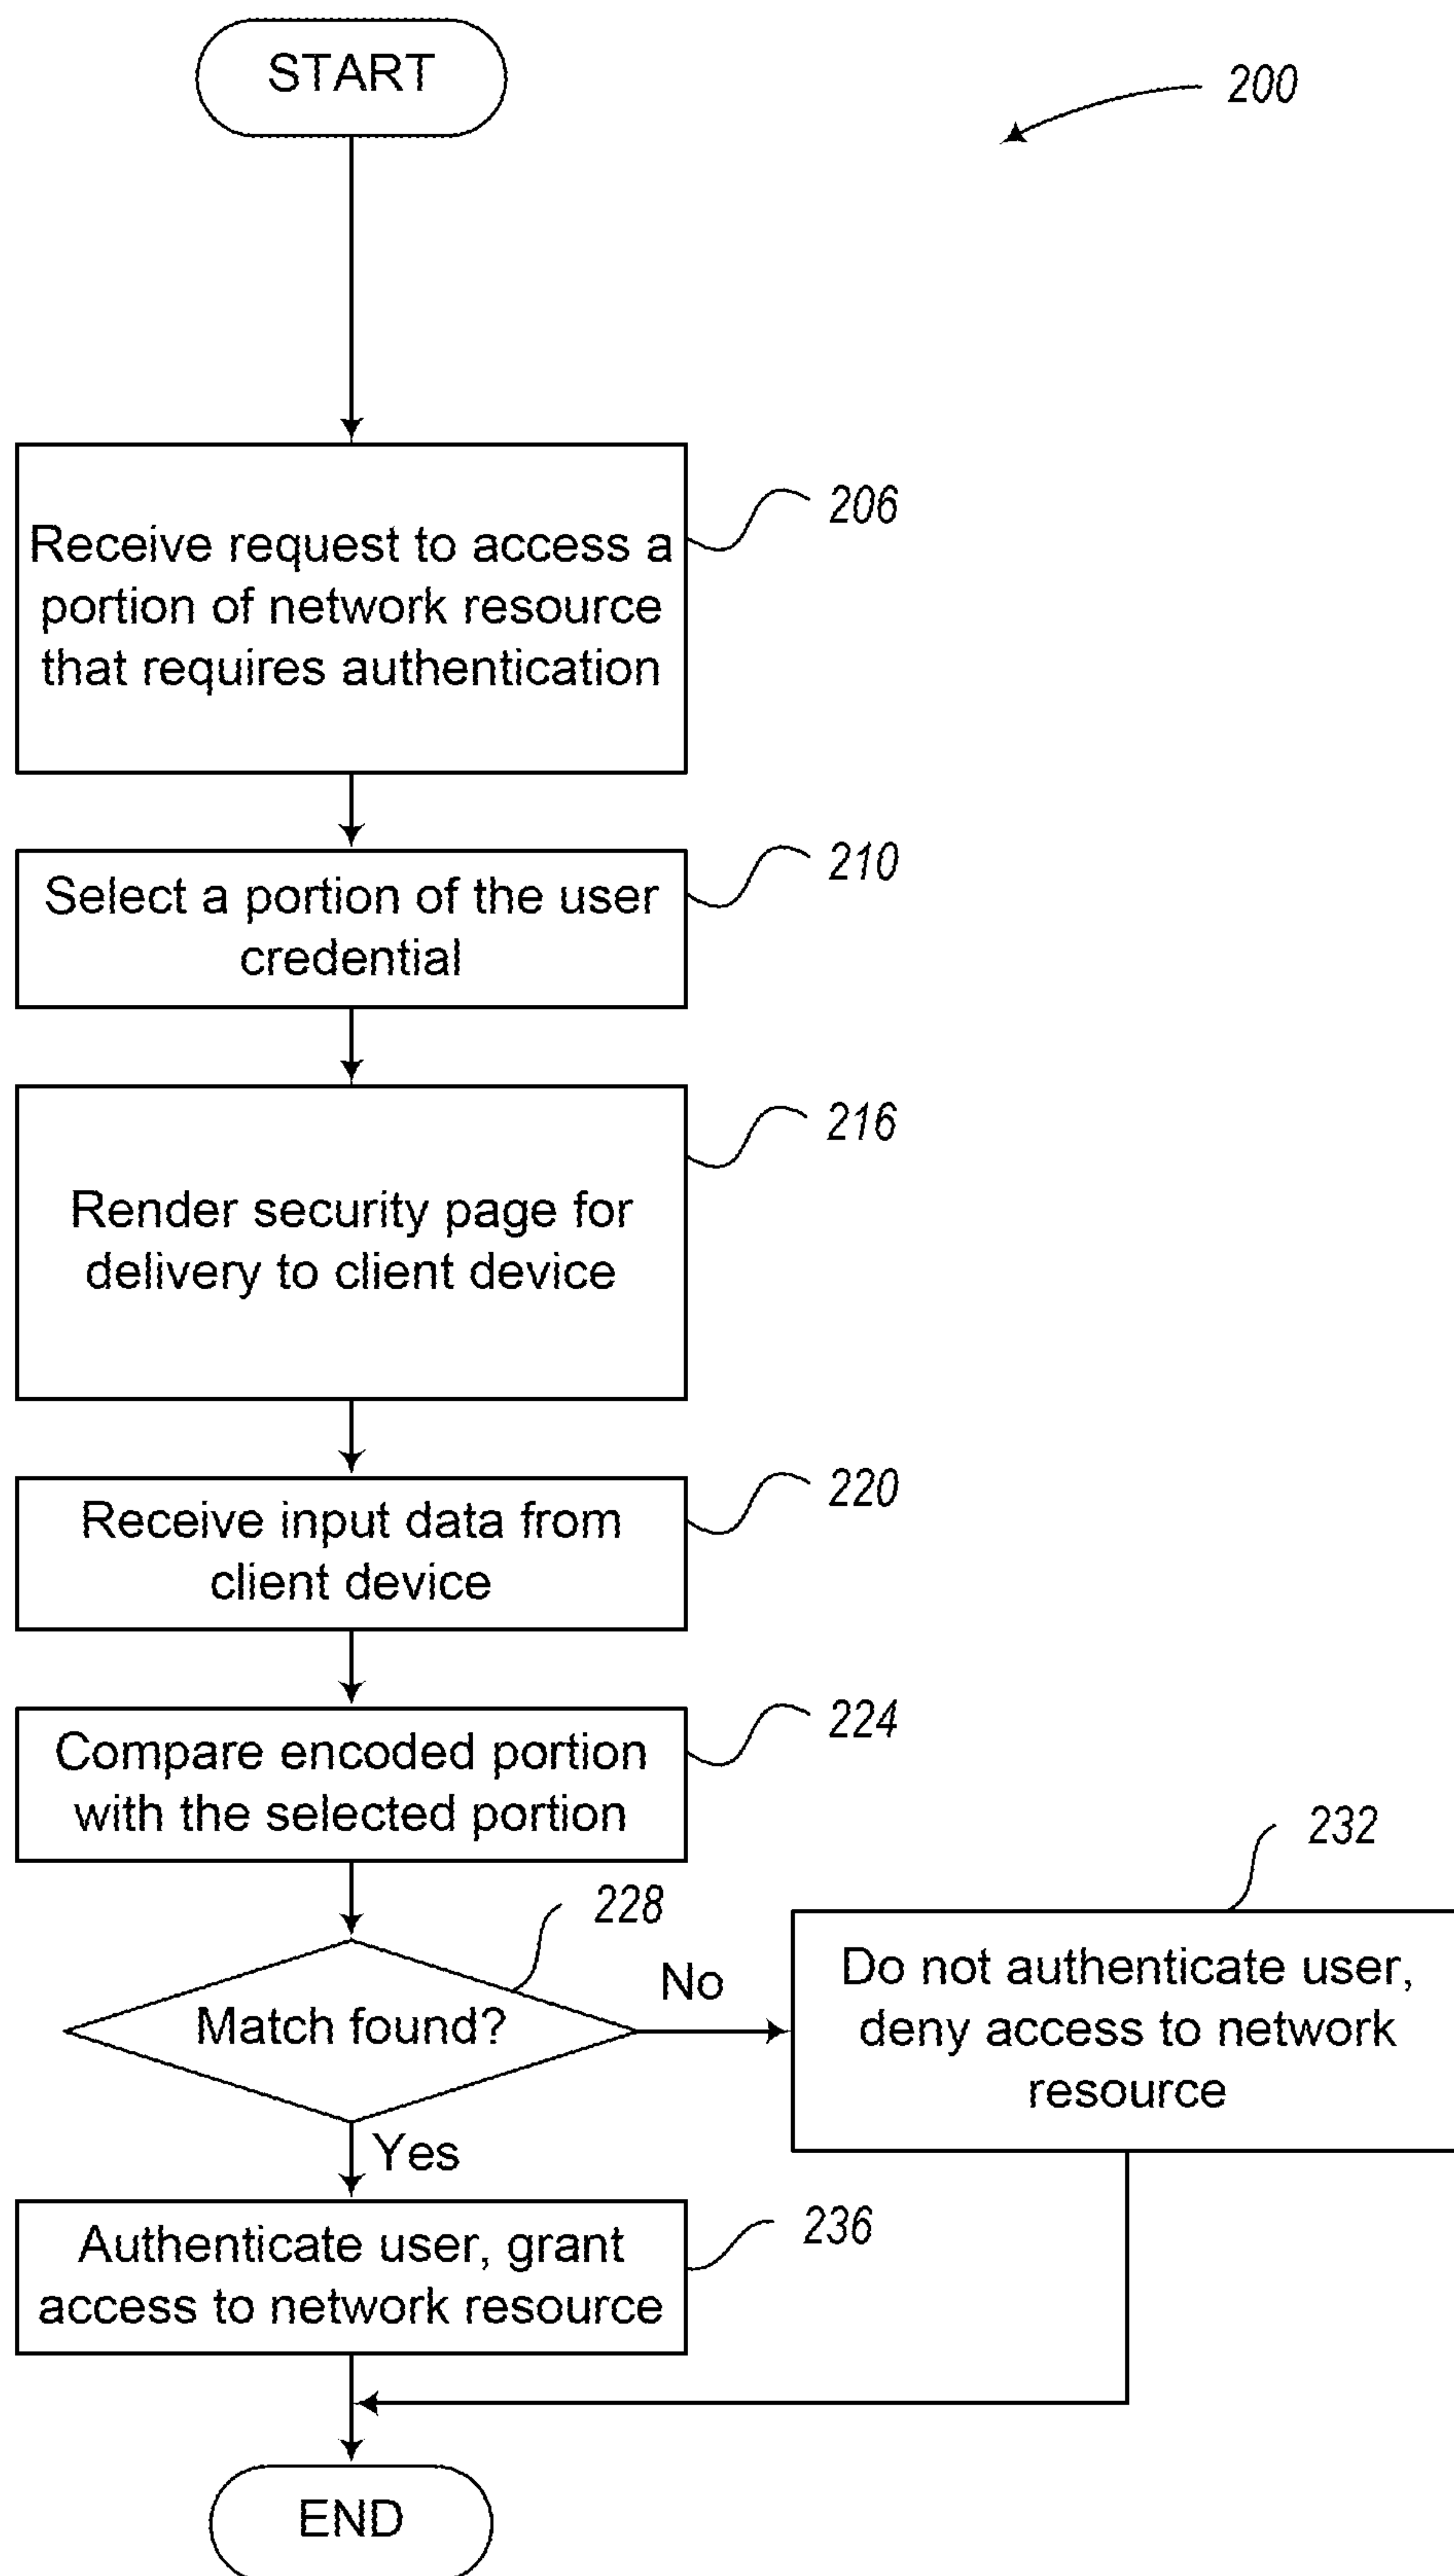 START
200
Receive request to access a
portion of network resource
that requires authentication
206
Select a portion of the user
credential
210
Render security page for
delivery to client device
216
Receive input data from
client device
220
Compare encoded portion
with the selected portion
224
Match found?
228
No
Do not authenticate user,
deny access to network
resource
232
Yes
Authenticate user, grant
access to network resource
236
END